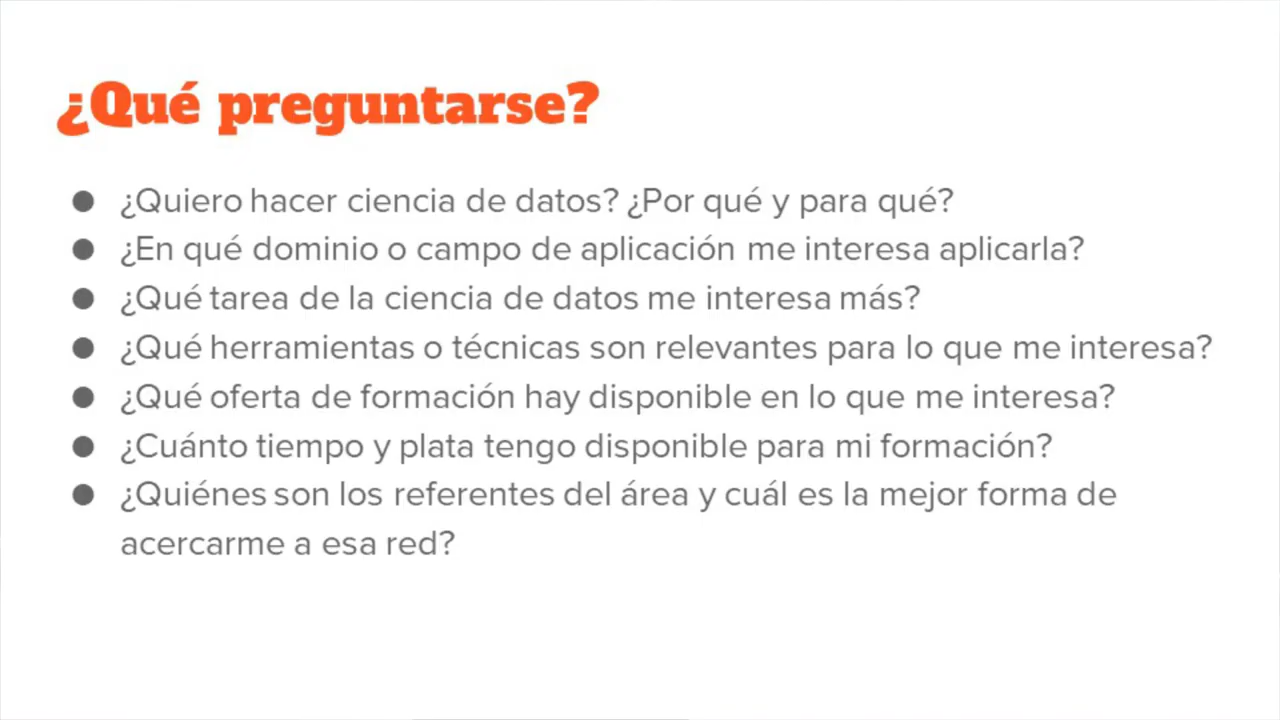 ¿Qué preguntarse?
● ¿Quiero hacer ciencia de datos? ¿Por qué y para qué?
● ¿En qué dominio o campo de aplicación me interesa aplicarla?
● ¿Qué tarea de la ciencia de datos me interesa más?
● ¿Qué herramientas o técnicas son relevantes para lo que me interesa?
● ¿Qué oferta de formación hay disponible en lo que me interesa?
● ¿Cuánto tiempo y plata tengo disponible para mi formación?
● ¿Quiénes son los referentes del área y cuál es la mejor forma de
acercarme a esa red?